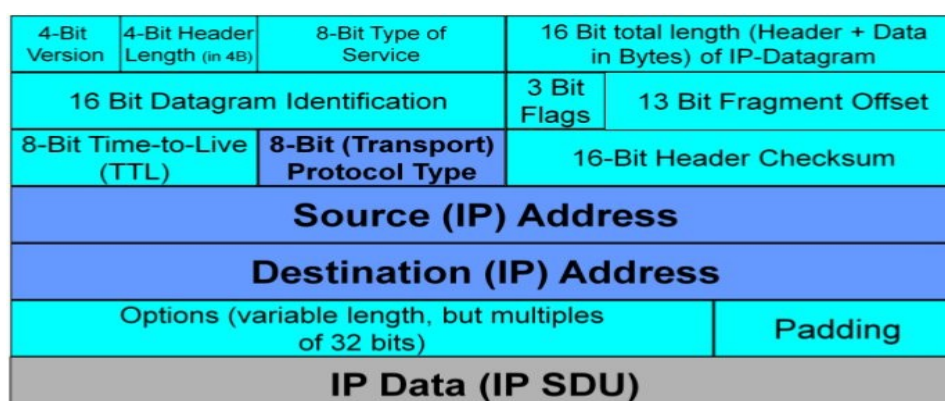 4-Bit Version
4-Bit Header Length (in 4B)
8-Bit Type of Service
16 Bit total length (Header + Data in Bytes) of IP-Datagram
16 Bit Datagram Identification
3 Bit Flags
13 Bit Fragment Offset
8-Bit Time-to-Live (TTL)
8-Bit (Transport) Protocol Type
16-Bit Header Checksum
Source (IP) Address
Destination (IP) Address
Options (variable length, but multiples of 32 bits)
Padding
IP Data (IP SDU)